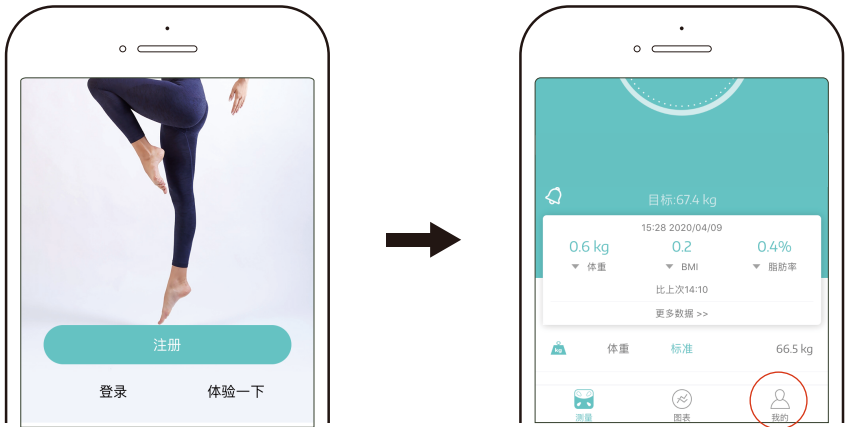 注册
登录 体验一下
目标:67.4 kg
15:28 2020/04/09
0.6 kg 0.2 0.4%
体重 BMI 脂肪率
比上次14:10
更多数据 >>
kg 体重 标准 66.5 kg
测量 图表 我的